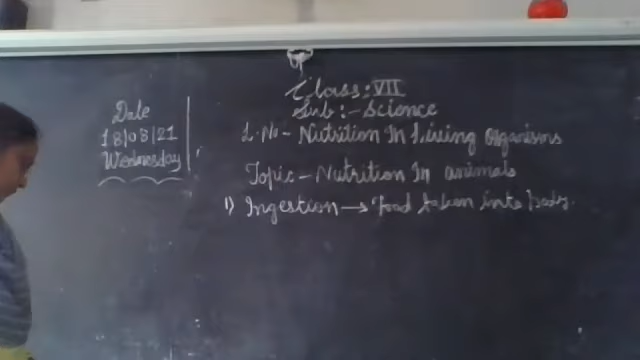 Date
18/08/21
Wednesday
Class:- VII
Sub :- Science
L.No- Nutrition In Living Organisms
Topic - Nutrition In animals
1) Ingestion → Food taken into body.